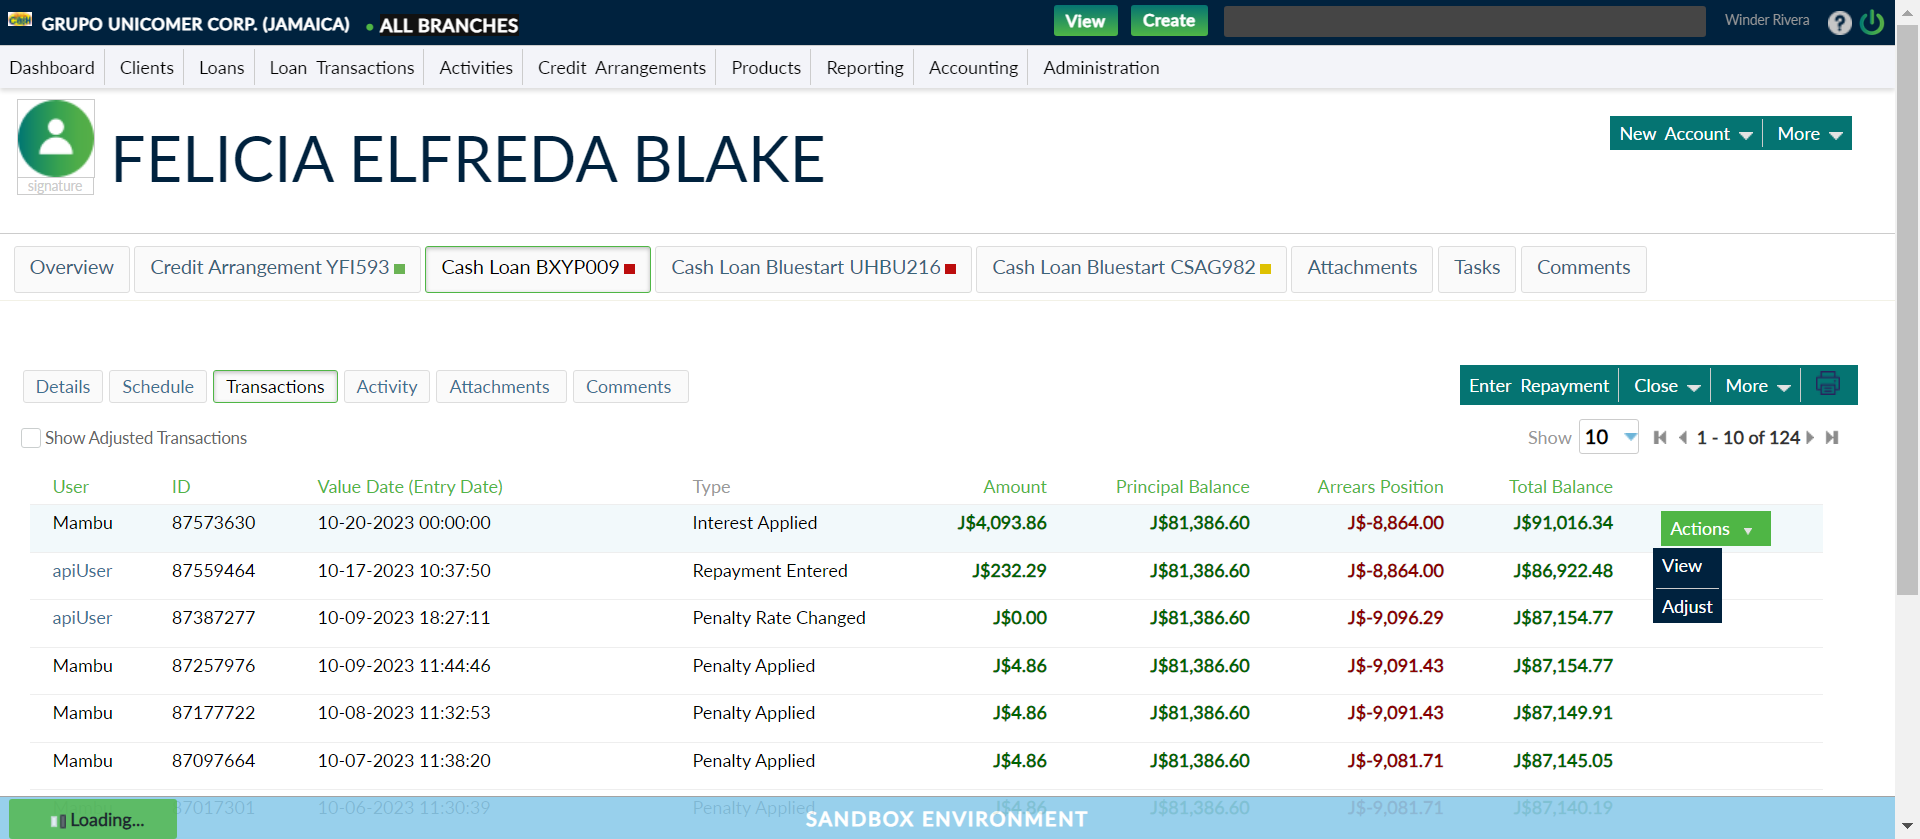 Cash GRUPO UNICOMER CORP. (JAMAICA) ALL BRANCHES View Create Winder Rivera ?
Dashboard Clients Loans Loan Transactions Activities Credit Arrangements Products Reporting Accounting Administration
signature
FELICIA ELFREDA BLAKE
New Account More
Overview Credit Arrangement YFI593 Cash Loan BXYP009 Cash Loan Bluestart UHBU216 Cash Loan Bluestart CSAG982 Attachments Tasks Comments
Details Schedule Transactions Activity Attachments Comments Enter Repayment Close More
Show Adjusted Transactions Show 10 1 - 10 of 124
User ID Value Date (Entry Date) Type Amount Principal Balance Arrears Position Total Balance
Mambu 87573630 10-20-2023 00:00:00 Interest Applied J$4,093.86 J$81,386.60 J$-8,864.00 J$91,016.34 Actions
View
apiUser 87559464 10-17-2023 10:37:50 Repayment Entered J$232.29 J$81,386.60 J$-8,864.00 J$86,922.48
Adjust
apiUser 87387277 10-09-2023 18:27:11 Penalty Rate Changed J$0.00 J$81,386.60 J$-9,096.29 J$87,154.77
Mambu 87257976 10-09-2023 11:44:46 Penalty Applied J$4.86 J$81,386.60 J$-9,091.43 J$87,154.77
Mambu 87177722 10-08-2023 11:32:53 Penalty Applied J$4.86 J$81,386.60 J$-9,091.43 J$87,149.91
Mambu 87097664 10-07-2023 11:38:20 Penalty Applied J$4.86 J$81,386.60 J$-9,081.71 J$87,145.05
Mambu 87017301 10-06-2023 11:30:39 Penalty Applied J$4.86 J$81,386.60 J$-9,081.71 J$87,140.19
Loading... SANDBOX ENVIRONMENT